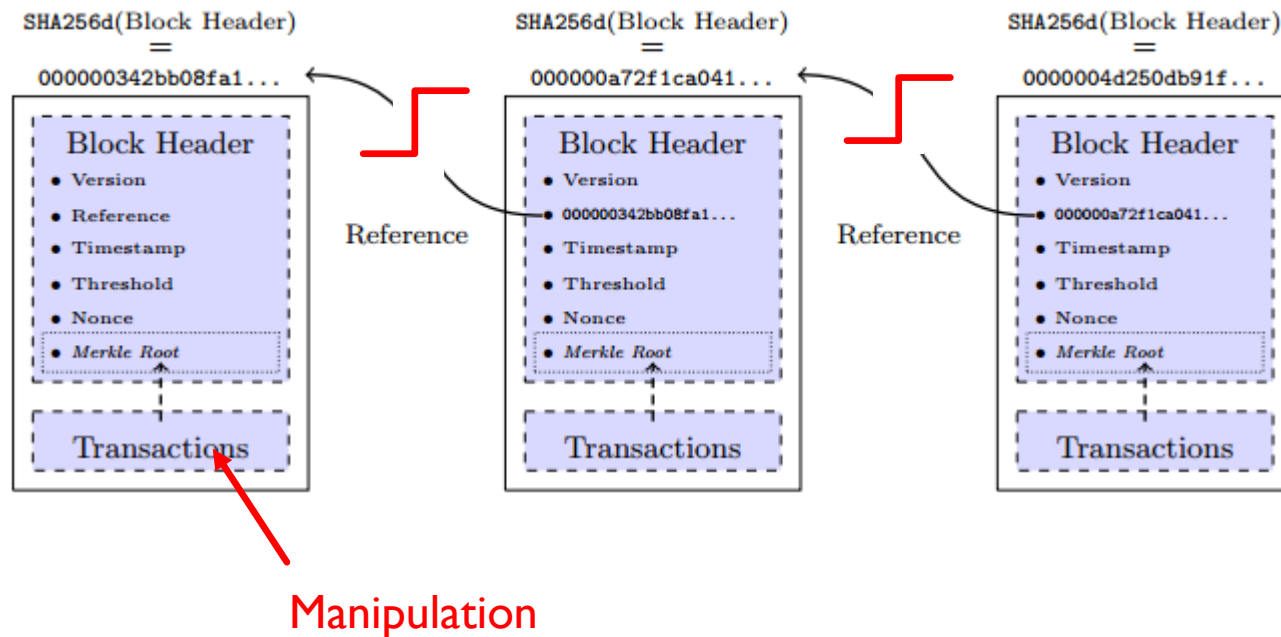 SHA256d(Block Header)
=
000000342bb08fa1...
Block Header
• Version
• Reference
• Timestamp
• Threshold
• Nonce
• Merkle Root
Transactions
Reference
SHA256d(Block Header)
=
000000a72f1ca041...
Block Header
• Version
• 000000342bb08fa1...
• Timestamp
• Threshold
• Nonce
• Merkle Root
Transactions
Reference
SHA256d(Block Header)
=
0000004d250db91f...
Block Header
• Version
• 000000a72f1ca041...
• Timestamp
• Threshold
• Nonce
• Merkle Root
Transactions
Manipulation